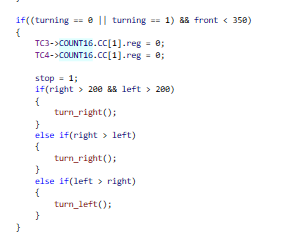 if((turning == 0 || turning == 1) && front < 350)
{
TC3->COUNT16.CC[1].reg = 0;
TC4->COUNT16.CC[1].reg = 0;
stop = 1;
if(right > 200 && left > 200)
{
turn_right();
}
else if(right > left)
{
turn_right();
}
else if(left > right)
{
turn_left();
}
}